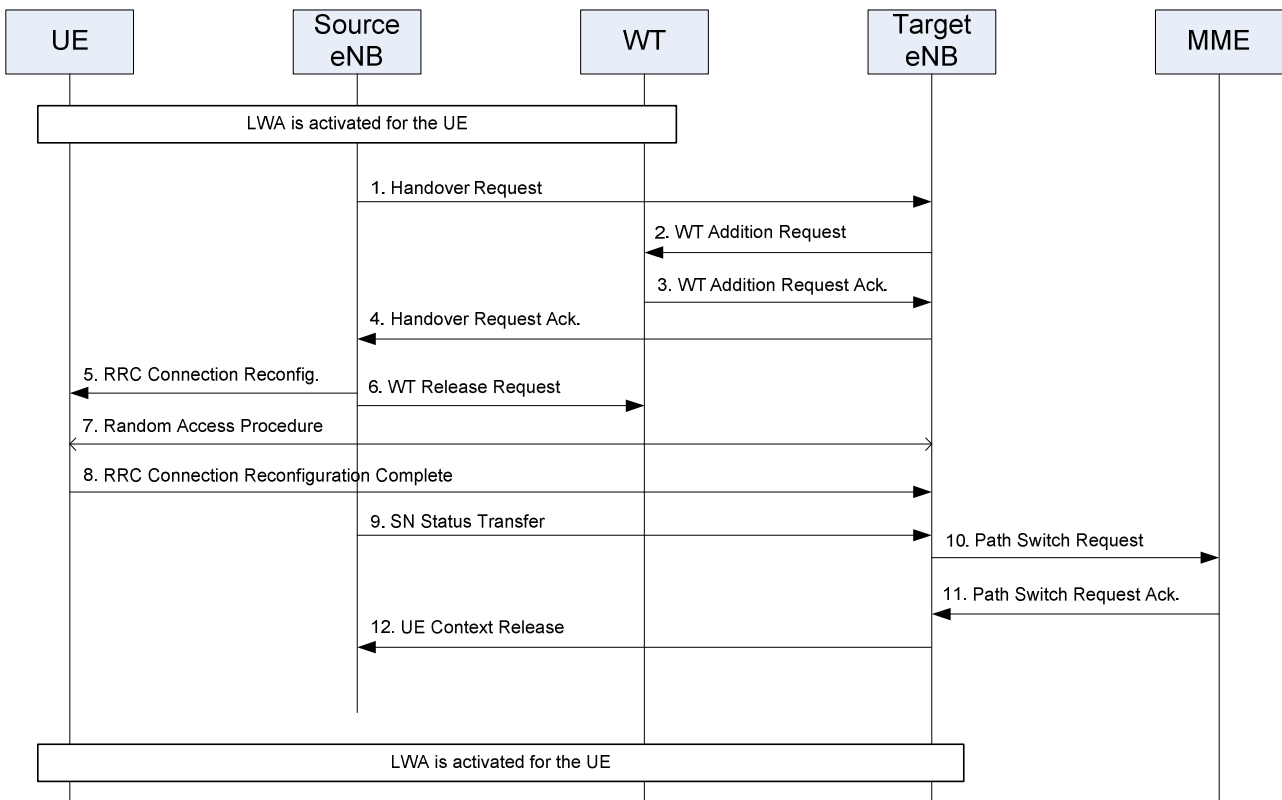 UE
Source
eNB
WT
Target
eNB
MME
LWA is activated for the UE
1. Handover Request
2. WT Addition Request
3. WT Addition Request Ack.
4. Handover Request Ack.
5. RRC Connection Reconfig.
6. WT Release Request
7. Random Access Procedure
8. RRC Connection Reconfiguration Complete
9. SN Status Transfer
10. Path Switch Request
11. Path Switch Request Ack.
12. UE Context Release
LWA is activated for the UE